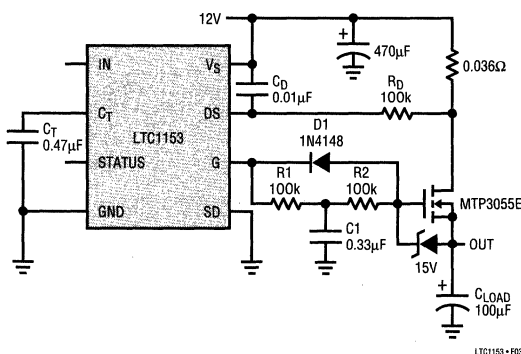 12V
IN
VS
470µF
0.036Ω
CD
0.01µF
RD
100k
CT
DS
CT
0.47µF
LTC1153
D1
1N4148
STATUS
G
R1
100k
R2
100k
MTP3055E
GND
SD
C1
0.33µF
15V
OUT
CLOAD
100µF
LTC1153 • F03